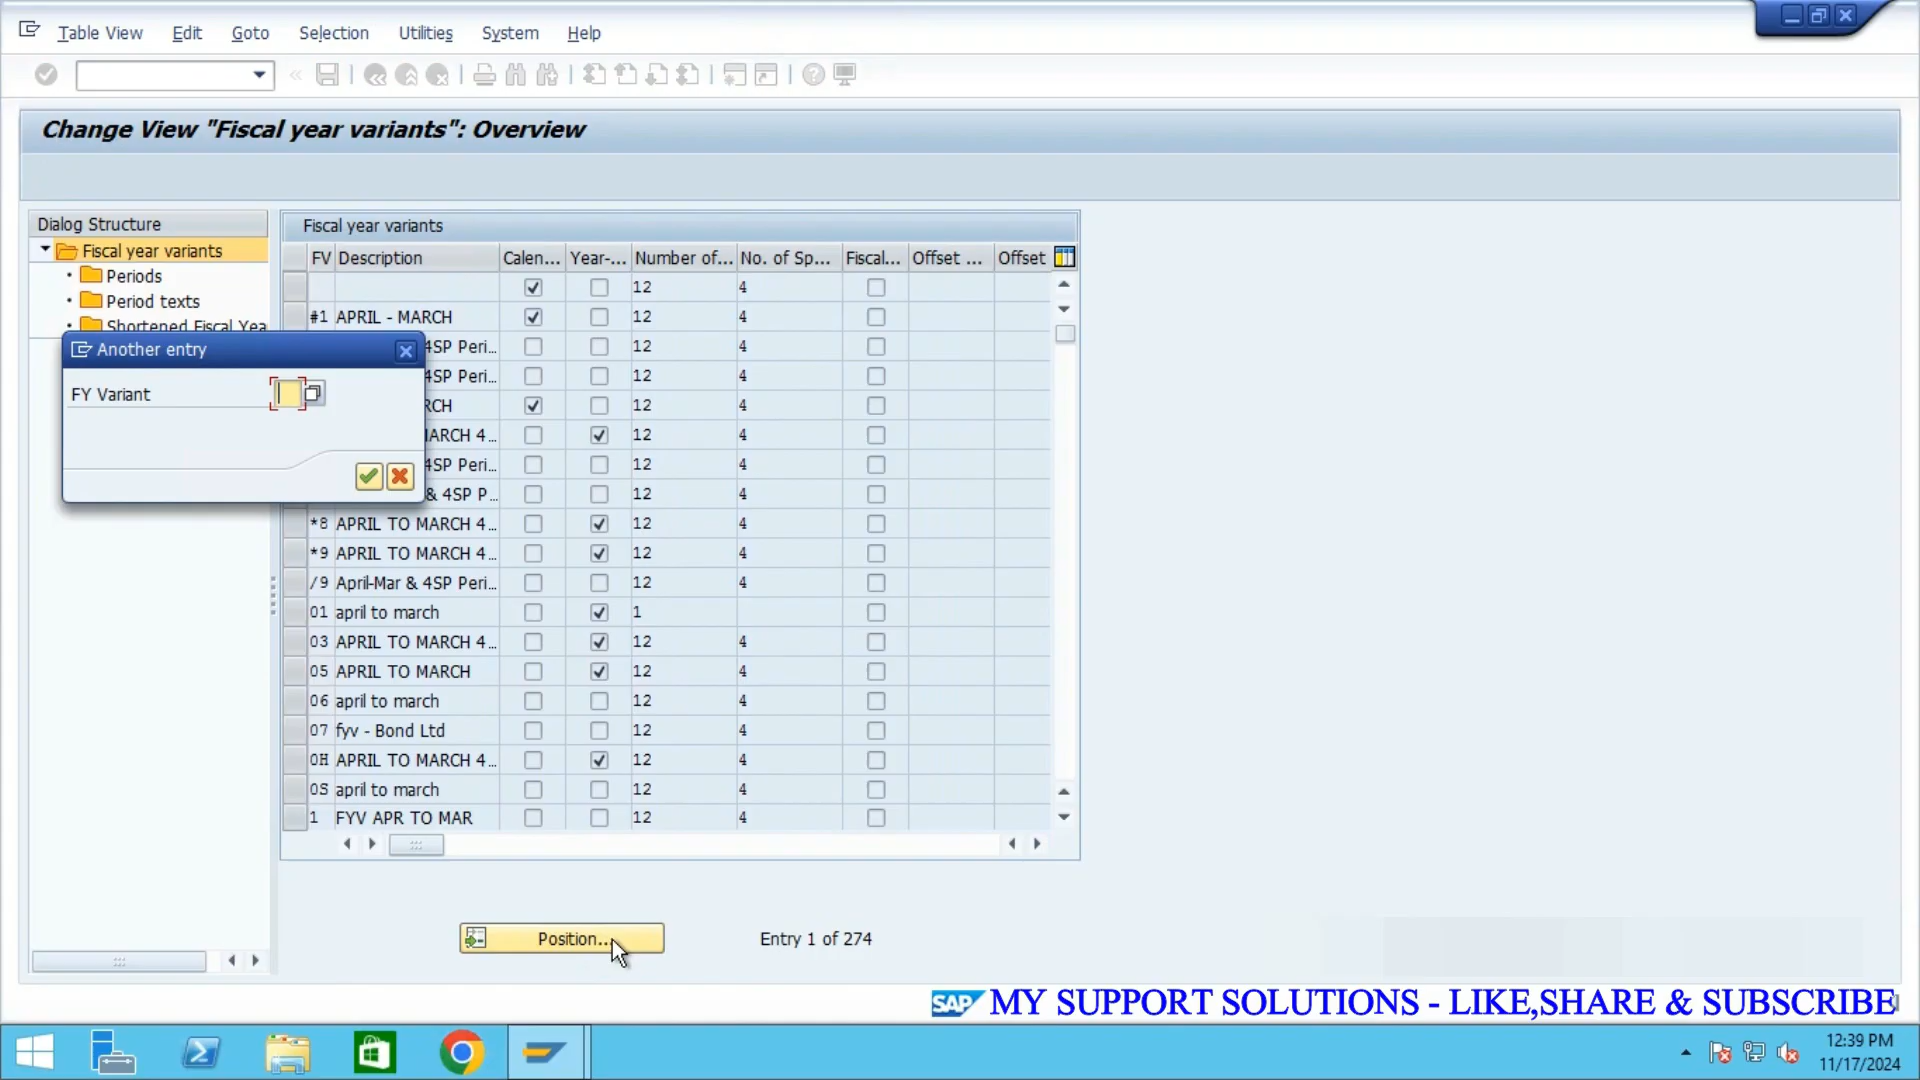 Table View Edit Goto Selection Utilities System Help
Change View "Fiscal year variants": Overview
Dialog Structure
Fiscal year variants
Periods
Period texts
Shortened Fiscal Yea
Another entry
FY Variant
Fiscal year variants
FV Description Calen... Year-... Number of... No. of Sp... Fiscal... Offset ... Offset
12 4
#1 APRIL - MARCH 12 4
4SP Peri... 12 4
4SP Peri... 12 4
RCH 12 4
MARCH 4... 12 4
4SP Peri... 12 4
& 4SP P... 12 4
*8 APRIL TO MARCH 4... 12 4
*9 APRIL TO MARCH 4... 12 4
/9 April-Mar & 4SP Peri... 12 4
01 april to march 1
03 APRIL TO MARCH 4... 12 4
05 APRIL TO MARCH 12 4
06 april to march 12 4
07 fyv - Bond Ltd 12 4
0H APRIL TO MARCH 4... 12 4
0S april to march 12 4
1 FYV APR TO MAR 12 4
Position... Entry 1 of 274
SAP MY SUPPORT SOLUTIONS - LIKE,SHARE & SUBSCRIBE
12:39 PM
11/17/2024